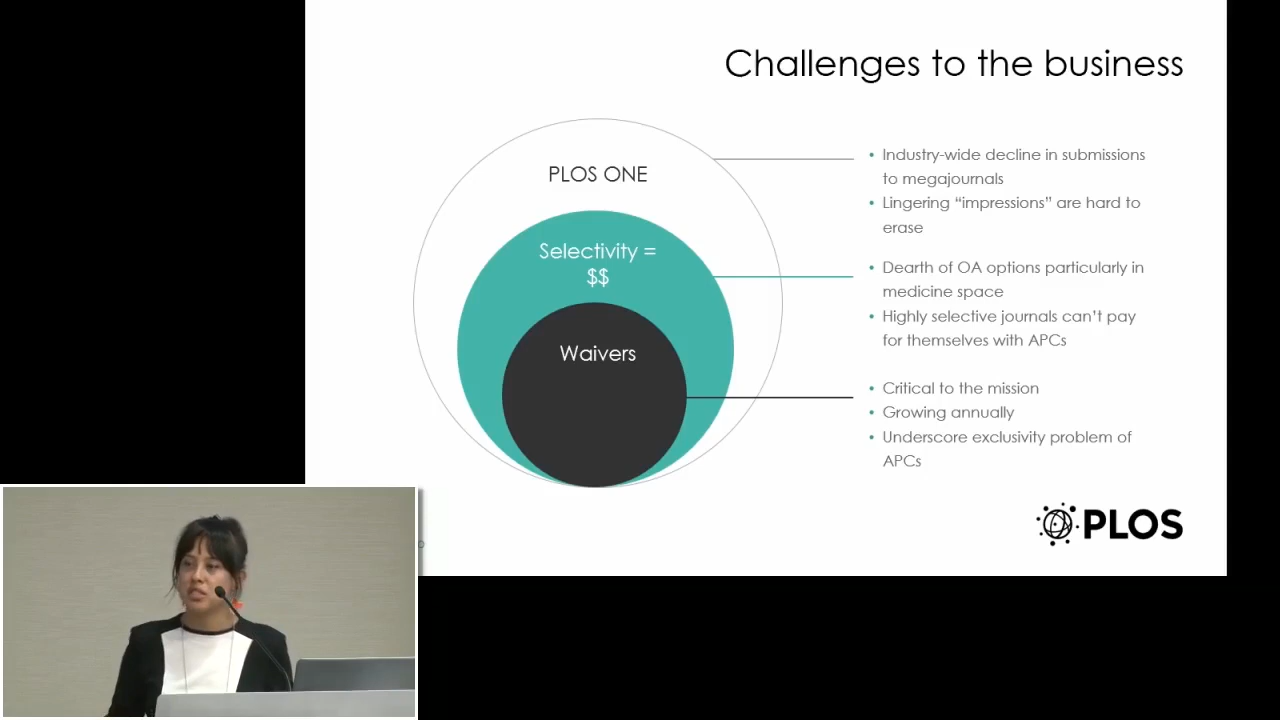 Challenges to the business
PLOS ONE
Selectivity =
$$
Waivers
• Industry-wide decline in submissions
to megajournals
• Lingering “impressions” are hard to
erase
• Dearth of OA options particularly in
medicine space
• Highly selective journals can’t pay
for themselves with APCs
• Critical to the mission
• Growing annually
• Underscore exclusivity problem of
APCs
PLOS